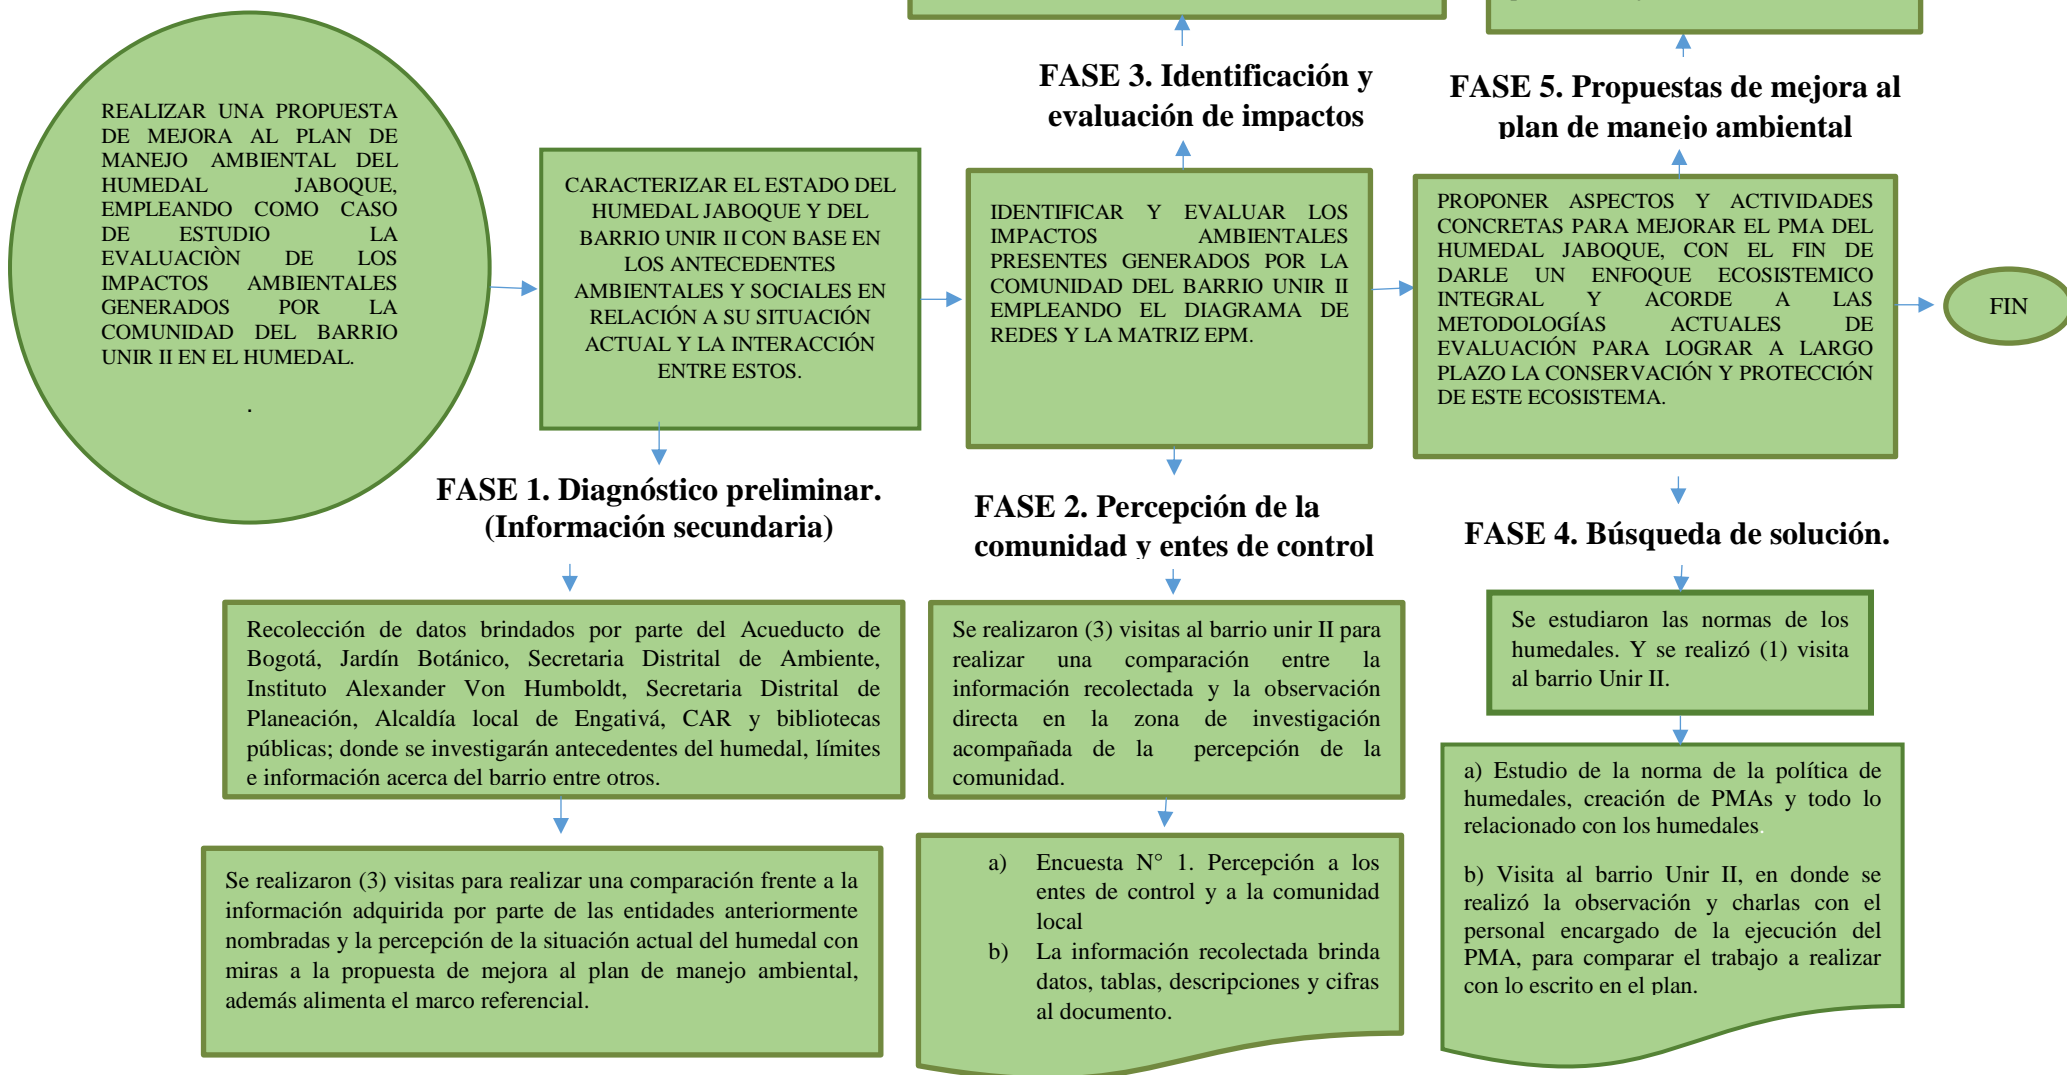 FASE 3. Identificación y
evaluación de impactos
FASE 5. Propuestas de mejora al
plan de manejo ambiental
REALIZAR UNA PROPUESTA
DE MEJORA AL PLAN DE
MANEJO AMBIENTAL DEL
HUMEDAL JABOQUE,
EMPLEANDO COMO CASO
DE ESTUDIO LA
EVALUACIÒN DE LOS
IMPACTOS AMBIENTALES
GENERADOS POR LA
COMUNIDAD DEL BARRIO
UNIR II EN EL HUMEDAL.
.
CARACTERIZAR EL ESTADO DEL
HUMEDAL JABOQUE Y DEL
BARRIO UNIR II CON BASE EN
LOS ANTECEDENTES
AMBIENTALES Y SOCIALES EN
RELACIÓN A SU SITUACIÓN
ACTUAL Y LA INTERACCIÓN
ENTRE ESTOS.
IDENTIFICAR Y EVALUAR LOS
IMPACTOS AMBIENTALES
PRESENTES GENERADOS POR LA
COMUNIDAD DEL BARRIO UNIR II
EMPLEANDO EL DIAGRAMA DE
REDES Y LA MATRIZ EPM.
PROPONER ASPECTOS Y ACTIVIDADES
CONCRETAS PARA MEJORAR EL PMA DEL
HUMEDAL JABOQUE, CON EL FIN DE
DARLE UN ENFOQUE ECOSISTEMICO
INTEGRAL Y ACORDE A LAS
METODOLOGÍAS ACTUALES DE
EVALUACIÓN PARA LOGRAR A LARGO
PLAZO LA CONSERVACIÓN Y PROTECCIÓN
DE ESTE ECOSISTEMA.
FIN
FASE 1. Diagnóstico preliminar.
(Información secundaria)
FASE 2. Percepción de la
comunidad y entes de control
FASE 4. Búsqueda de solución.
Recolección de datos brindados por parte del Acueducto de
Bogotá, Jardín Botánico, Secretaria Distrital de Ambiente,
Instituto Alexander Von Humboldt, Secretaria Distrital de
Planeación, Alcaldía local de Engativá, CAR y bibliotecas
públicas; donde se investigarán antecedentes del humedal, límites
e información acerca del barrio entre otros.
Se realizaron (3) visitas al barrio unir II para
realizar una comparación entre la
información recolectada y la observación
directa en la zona de investigación
acompañada de la percepción de la
comunidad.
Se estudiaron las normas de los
humedales. Y se realizó (1) visita
al barrio Unir II.
Se realizaron (3) visitas para realizar una comparación frente a la
información adquirida por parte de las entidades anteriormente
nombradas y la percepción de la situación actual del humedal con
miras a la propuesta de mejora al plan de manejo ambiental,
además alimenta el marco referencial.
a) Encuesta N° 1. Percepción a los
entes de control y a la comunidad
local
b) La información recolectada brinda
datos, tablas, descripciones y cifras
al documento.
a) Estudio de la norma de la política de
humedales, creación de PMAs y todo lo
relacionado con los humedales.
b) Visita al barrio Unir II, en donde se
realizó la observación y charlas con el
personal encargado de la ejecución del
PMA, para comparar el trabajo a realizar
con lo escrito en el plan.